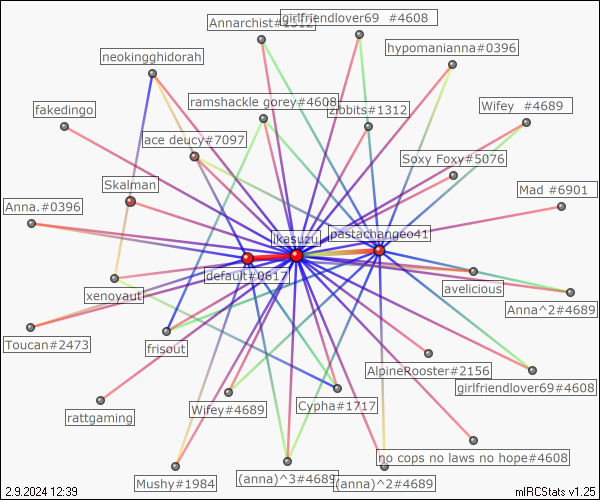 Annarchist#1312
girlfriendlover69 #4608
hypomanianna#0396
neokingghidorah
ramshackle gorey#4608
zibbits#1312
Wifey #4689
fakedingo
ace deucy#7097
Soxy Foxy#5076
Skalman
Mad #6901
Anna.#0396
ikasuzu
pastachangeo41
default#0617
xenoyaut
avelicious
Anna^2#4689
Toucan#2473
frisout
AlpineRooster#2156
girlfriendlover69#4608
rattgaming
Wifey#4689
Cypha#1717
no cops no laws no hope#4608
Mushy#1984
(anna)^3#4689
(anna)^2#4689
2.9.2024 12:39
mIRCStats v1.25